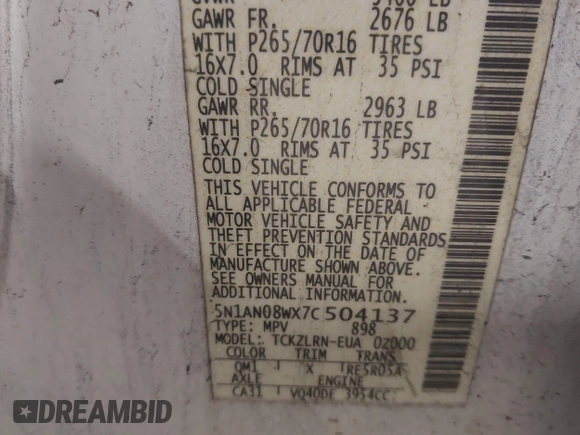 GAWR FR. 2676 LB
WITH P265/70R16 TIRES
16X7.0 RIMS AT 35 PSI
COLD SINGLE
GAWR RR. 2963 LB
WITH P265/70R16 TIRES
16X7.0 RIMS AT 35 PSI
COLD SINGLE
THIS VEHICLE CONFORMS TO
ALL APPLICABLE FEDERAL
MOTOR VEHICLE SAFETY AND
THEFT PREVENTION STANDARDS
IN EFFECT ON THE DATE OF
MANUFACTURE SHOWN ABOVE.
SEE OWNERS MANUAL FOR
ADDITIONAL INFORMATION
5N1AN08WX7C504137
TYPE: MPV 898
MODEL: TCKZLRN-EUA 0Z000
COLOR TRIM TRANS
QM1 X RE5R05A
AXLE ENGINE
CA31 VQ40DE 3954CC
DREAMBID